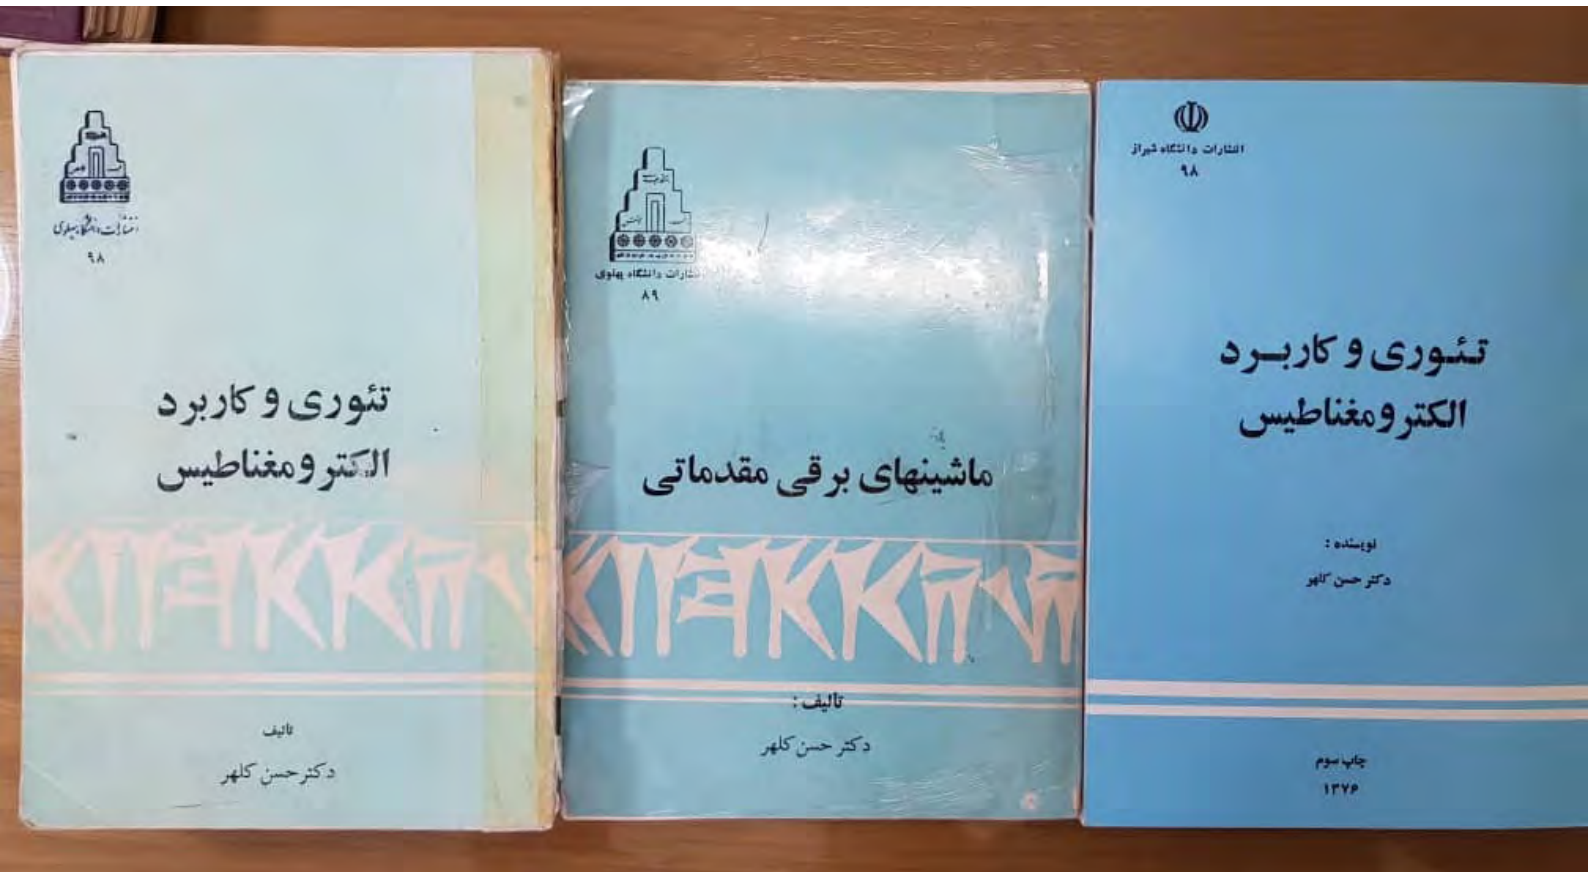 انتشارات دانشگاه پهلوی
۹۸
تئوری و کاربرد
الکترومغناطیس
تالیف
دکتر حسن کلهر
انتشارات دانشگاه پهلوی
۸۹
ماشینهای برقی مقدماتی
تألیف :
دکتر حسن کلهر
انتشارات دانشگاه شیراز
۹۸
تئوری و کاربرد
الکترومغناطیس
نویسنده :
دکتر حسن کلهر
چاپ سوم
۱۳۷۶